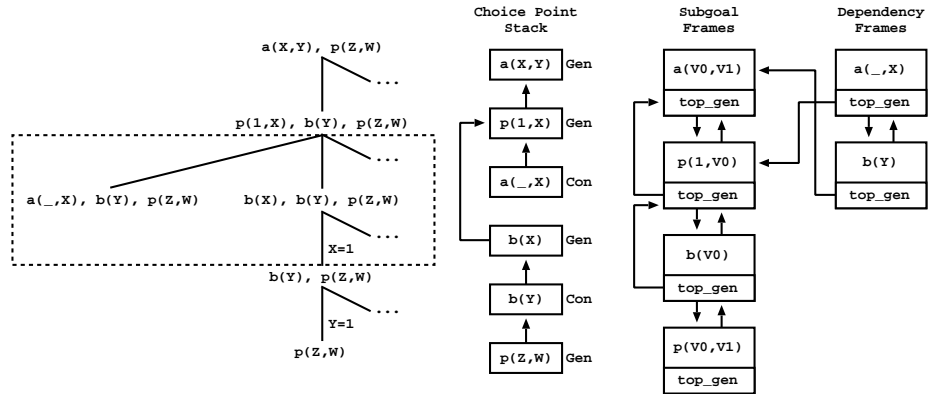 Choice Point
Stack
Subgoal
Frames
Dependency
Frames
a(X,Y), p(Z,W)
...
p(1,X), b(Y), p(Z,W)
...
a(_,X), b(Y), p(Z,W)
b(X), b(Y), p(Z,W)
...
X=1
b(Y), p(Z,W)
...
Y=1
p(Z,W)
a(X,Y) Gen
p(1,X) Gen
a(_,X) Con
b(X) Gen
b(Y) Con
p(Z,W) Gen
a(V0,V1)
top_gen
p(1,V0)
top_gen
b(V0)
top_gen
p(V0,V1)
top_gen
a(_,X)
top_gen
b(Y)
top_gen